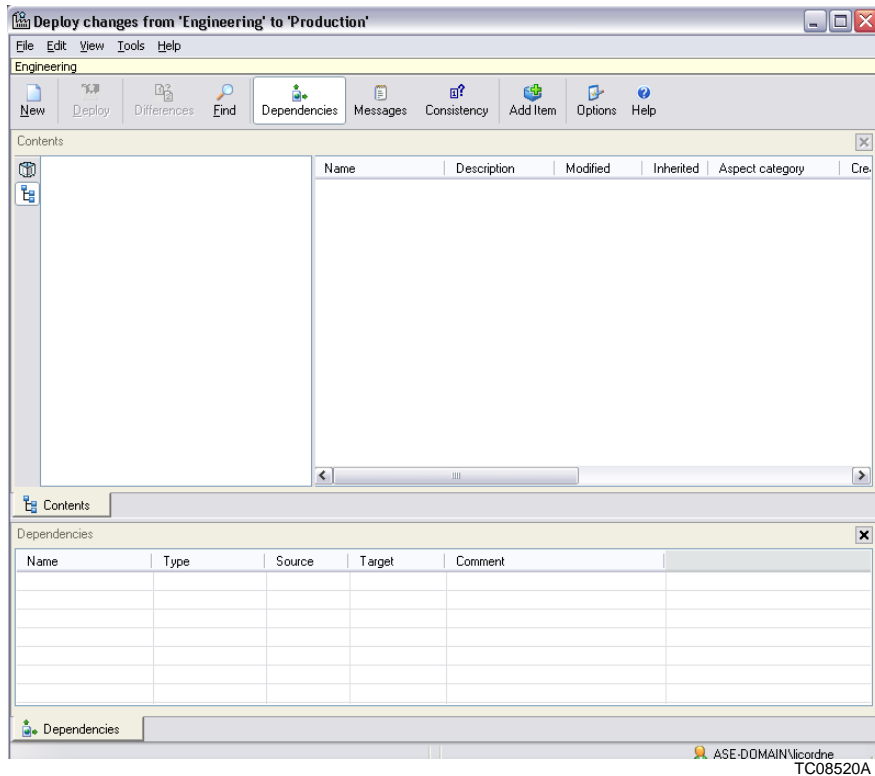 Deploy changes from 'Engineering' to 'Production'
File Edit View Tools Help
Engineering
New Deploy Differences Find Dependencies Messages Consistency Add Item Options Help
Contents
Name Description Modified Inherited Aspect category Cre
Contents
Dependencies
Name Type Source Target Comment
Dependencies
ASE-DOMAIN\licordne
TC08520A